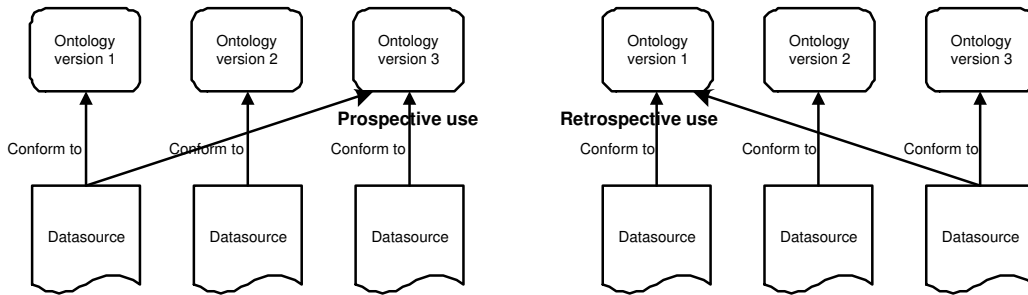 Ontology
version 1
Ontology
version 2
Ontology
version 3
Prospective use
Conform to
Conform to
Conform to
Datasource
Datasource
Datasource
Ontology
version 1
Ontology
version 2
Ontology
version 3
Retrospective use
Conform to
Conform to
Conform to
Datasource
Datasource
Datasource